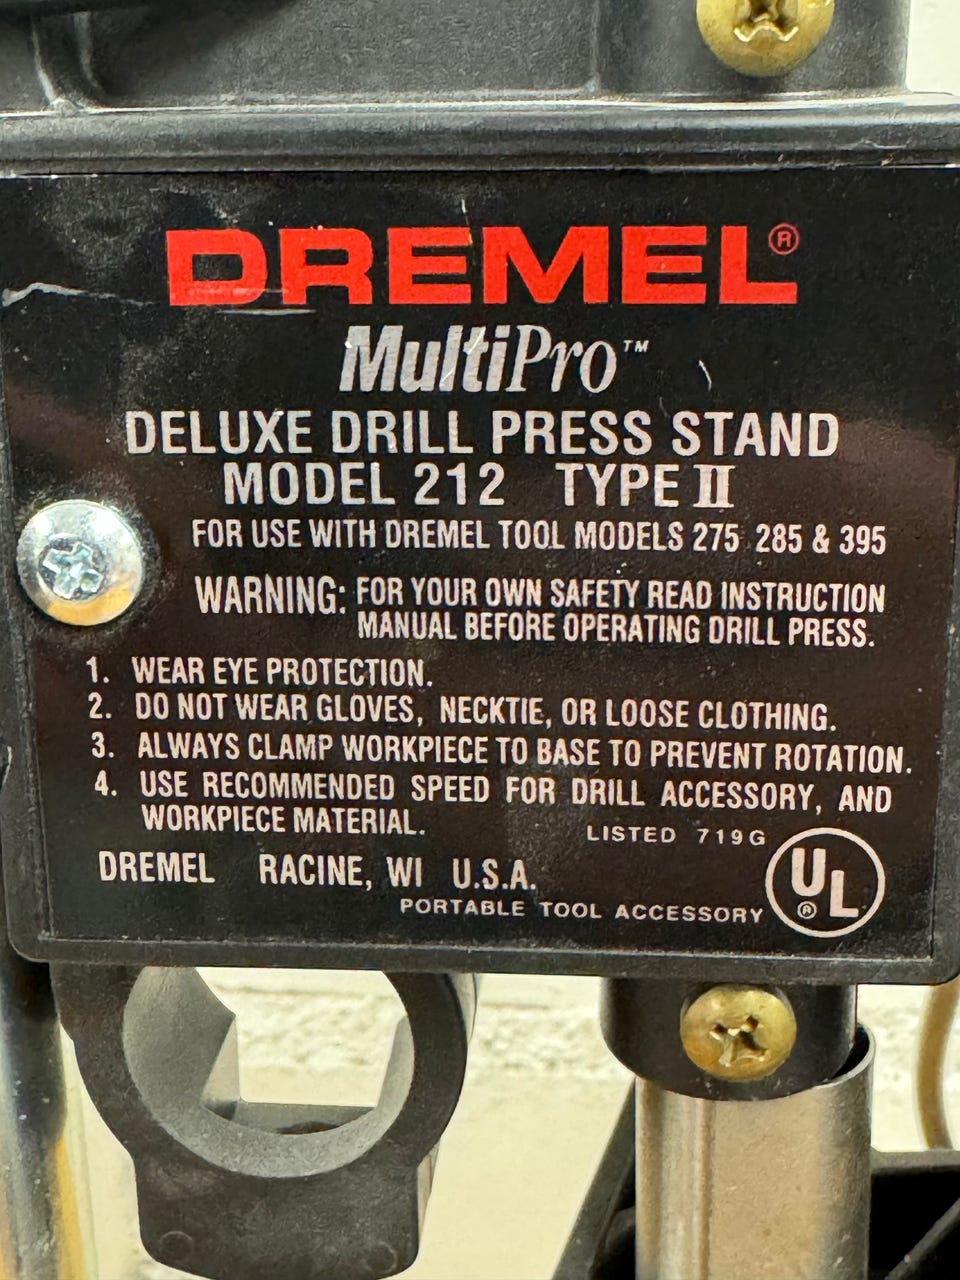 DREMEL®
MultiPro™
DELUXE DRILL PRESS STAND
MODEL 212 TYPE II
FOR USE WITH DREMEL TOOL MODELS 275 285 & 395
WARNING: FOR YOUR OWN SAFETY READ INSTRUCTION
MANUAL BEFORE OPERATING DRILL PRESS.
1. WEAR EYE PROTECTION.
2. DO NOT WEAR GLOVES, NECKTIE, OR LOOSE CLOTHING.
3. ALWAYS CLAMP WORKPIECE TO BASE TO PREVENT ROTATION.
4. USE RECOMMENDED SPEED FOR DRILL ACCESSORY, AND
WORKPIECE MATERIAL.
LISTED 719G
DREMEL RACINE, WI U.S.A.
UL®
PORTABLE TOOL ACCESSORY